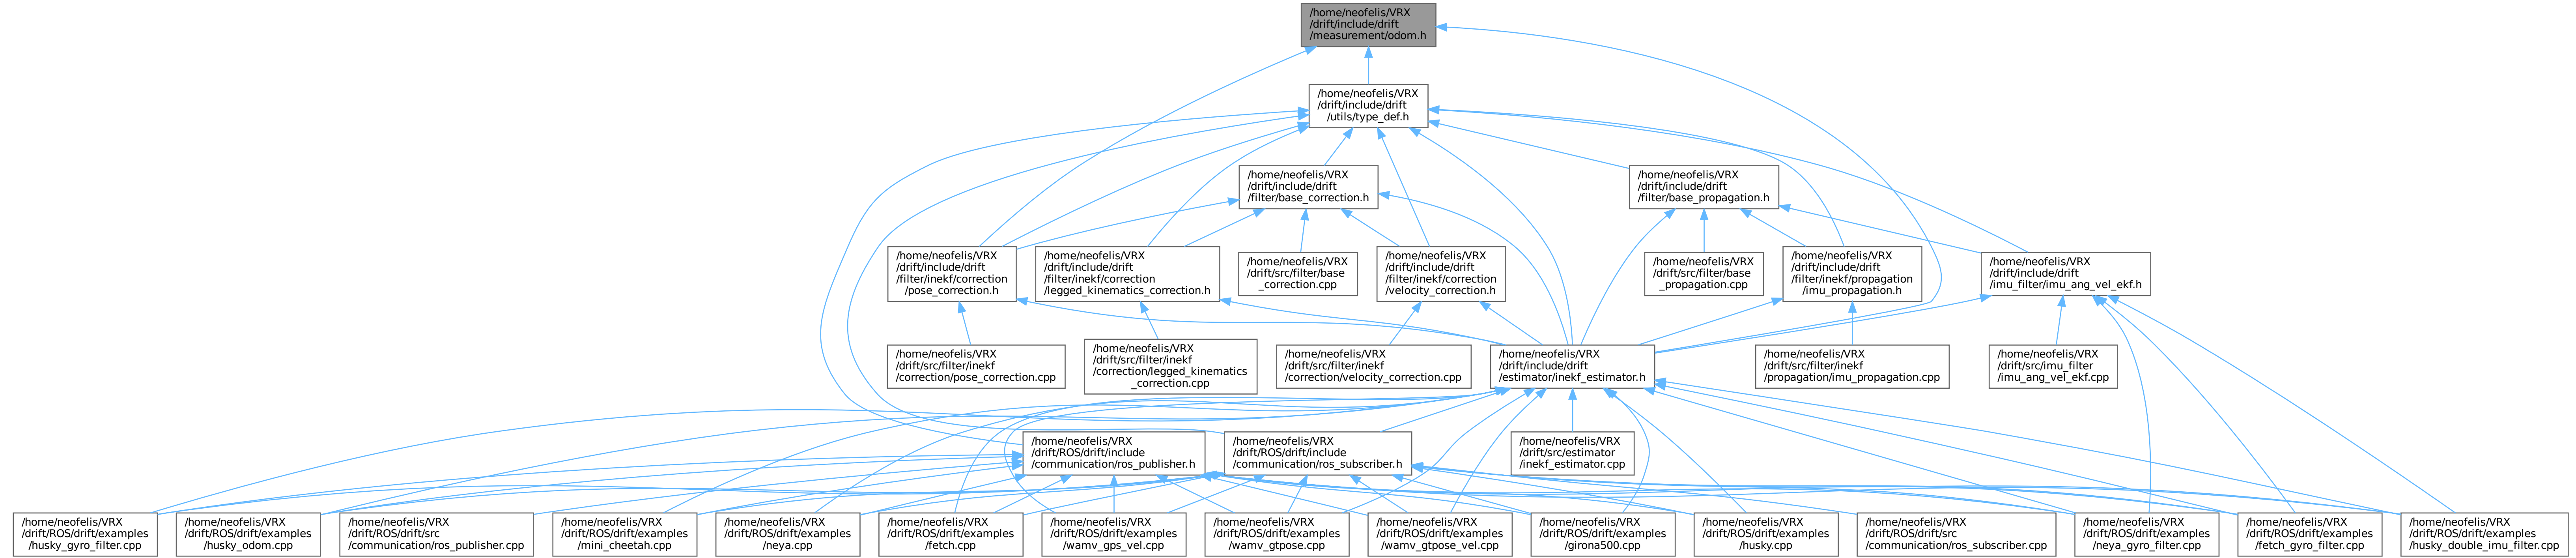 /home/neofelis/VRX
/drift/include/drift
/measurement/odom.h
/home/neofelis/VRX
/drift/include/drift
/utils/type_def.h
/home/neofelis/VRX
/drift/include/drift
/filter/base_correction.h
/home/neofelis/VRX
/drift/include/drift
/filter/base_propagation.h
/home/neofelis/VRX
/drift/include/drift
/filter/inekf/correction
/pose_correction.h
/home/neofelis/VRX
/drift/include/drift
/filter/inekf/correction
/legged_kinematics_correction.h
/home/neofelis/VRX
/drift/src/filter/base
_correction.cpp
/home/neofelis/VRX
/drift/include/drift
/filter/inekf/correction
/velocity_correction.h
/home/neofelis/VRX
/drift/src/filter/base
_propagation.cpp
/home/neofelis/VRX
/drift/include/drift
/filter/inekf/propagation
/imu_propagation.h
/home/neofelis/VRX
/drift/include/drift
/imu_filter/imu_ang_vel_ekf.h
/home/neofelis/VRX
/drift/src/filter/inekf
/correction/pose_correction.cpp
/home/neofelis/VRX
/drift/src/filter/inekf
/correction/legged_kinematics
_correction.cpp
/home/neofelis/VRX
/drift/src/filter/inekf
/correction/velocity_correction.cpp
/home/neofelis/VRX
/drift/include/drift
/estimator/inekf_estimator.h
/home/neofelis/VRX
/drift/src/filter/inekf
/propagation/imu_propagation.cpp
/home/neofelis/VRX
/drift/src/imu_filter
/imu_ang_vel_ekf.cpp
/home/neofelis/VRX
/drift/ROS/drift/include
/communication/ros_publisher.h
/home/neofelis/VRX
/drift/ROS/drift/include
/communication/ros_subscriber.h
/home/neofelis/VRX
/drift/src/estimator
/inekf_estimator.cpp
/home/neofelis/VRX
/drift/ROS/drift/examples
/husky_gyro_filter.cpp
/home/neofelis/VRX
/drift/ROS/drift/examples
/husky_odom.cpp
/home/neofelis/VRX
/drift/ROS/drift/src
/communication/ros_publisher.cpp
/home/neofelis/VRX
/drift/ROS/drift/examples
/mini_cheetah.cpp
/home/neofelis/VRX
/drift/ROS/drift/examples
/neya.cpp
/home/neofelis/VRX
/drift/ROS/drift/examples
/fetch.cpp
/home/neofelis/VRX
/drift/ROS/drift/examples
/wamv_gps_vel.cpp
/home/neofelis/VRX
/drift/ROS/drift/examples
/wamv_gtpose.cpp
/home/neofelis/VRX
/drift/ROS/drift/examples
/wamv_gtpose_vel.cpp
/home/neofelis/VRX
/drift/ROS/drift/examples
/girona500.cpp
/home/neofelis/VRX
/drift/ROS/drift/examples
/husky.cpp
/home/neofelis/VRX
/drift/ROS/drift/src
/communication/ros_subscriber.cpp
/home/neofelis/VRX
/drift/ROS/drift/examples
/neya_gyro_filter.cpp
/home/neofelis/VRX
/drift/ROS/drift/examples
/fetch_gyro_filter.cpp
/home/neofelis/VRX
/drift/ROS/drift/examples
/husky_double_imu_filter.cpp